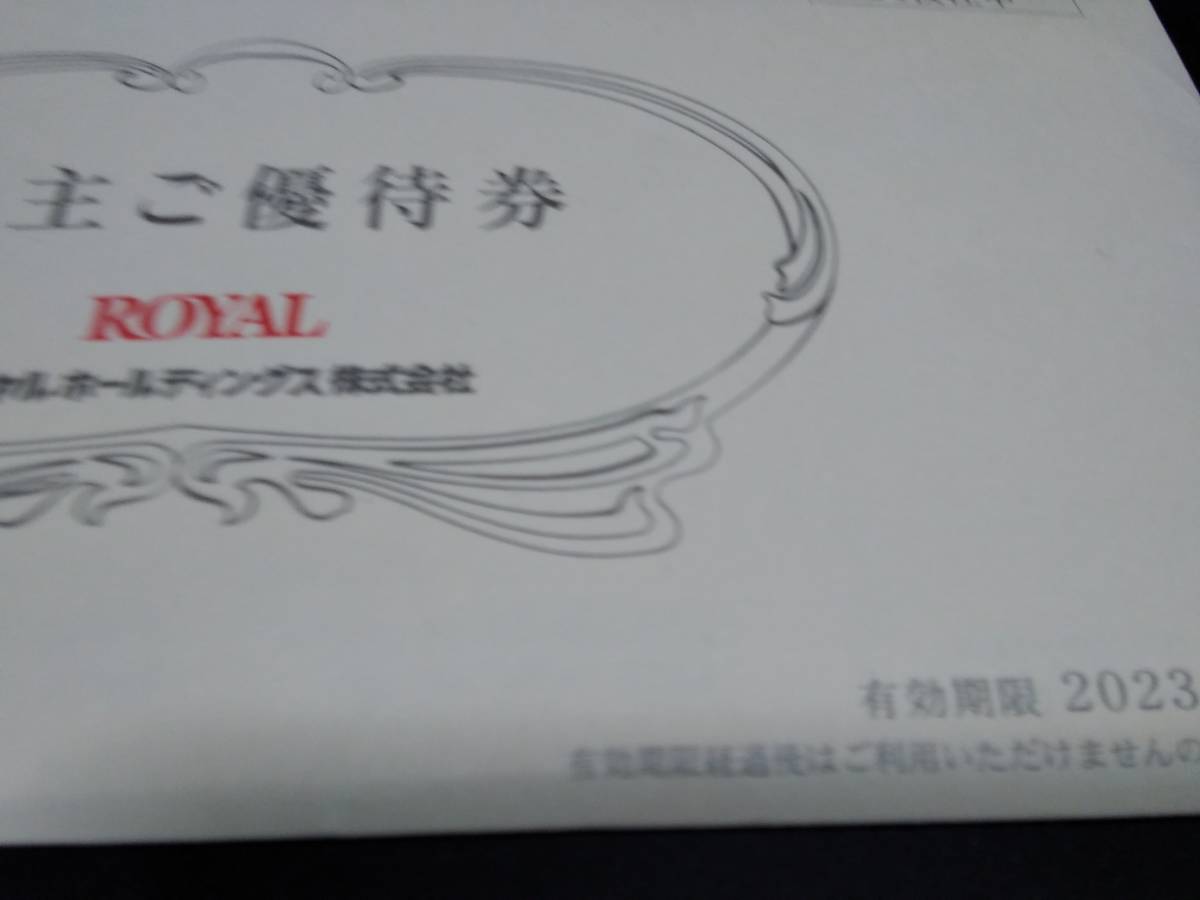 主ご優待券
ROYAL
ヤルホールディングス株式会社
有効期限 2023
有効期限経過後はご利用いただけませんの